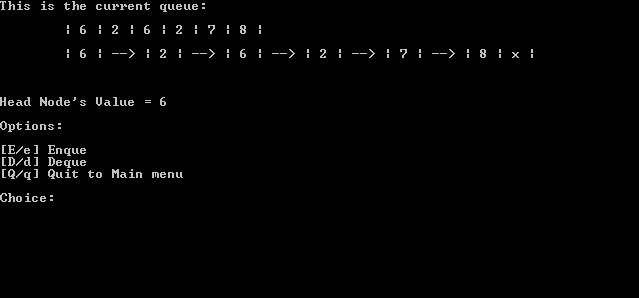 This is the current queue:
¦ 6 ¦ 2 ¦ 6 ¦ 2 ¦ 7 ¦ 8 ¦
¦ 6 ¦ --> ¦ 2 ¦ --> ¦ 6 ¦ --> ¦ 2 ¦ --> ¦ 7 ¦ --> ¦ 8 ¦ x ¦
Head Node's Value = 6
Options:
[E/e] Enque
[D/d] Deque
[Q/q] Quit to Main menu
Choice: